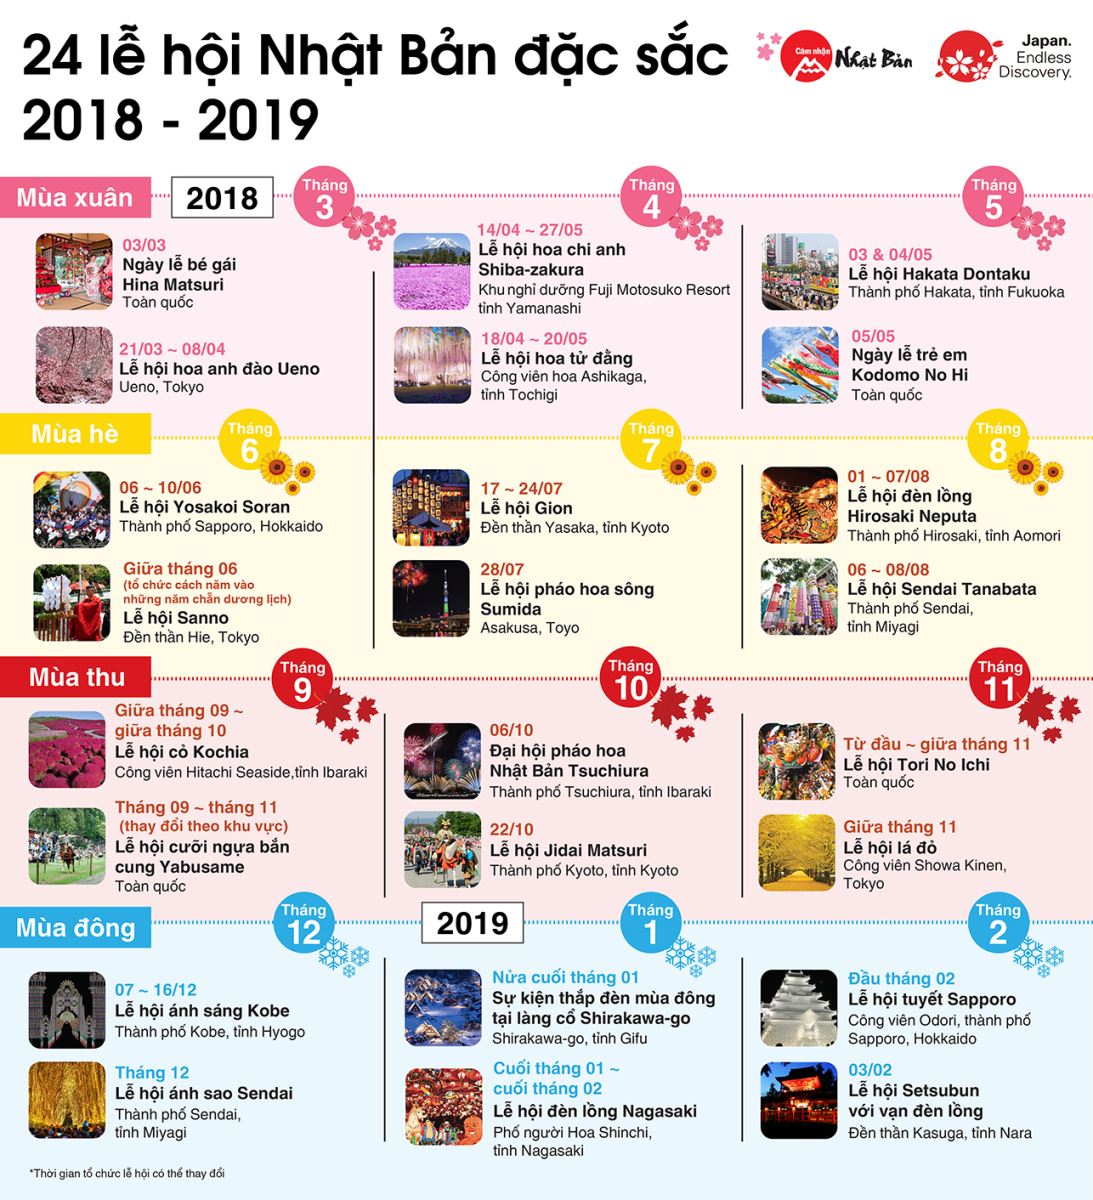 24 lễ hội Nhật Bản đặc sắc
2018 - 2019
Cảm nhận
Nhật Bản
Japan.
Endless
Discovery.
Mùa xuân
2018
Tháng
3
Tháng
4
Tháng
5
03/03
Ngày lễ bé gái
Hina Matsuri
Toàn quốc
21/03 ~ 08/04
Lễ hội hoa anh đào Ueno
Ueno, Tokyo
14/04 ~ 27/05
Lễ hội hoa chi anh
Shiba-zakura
Khu nghỉ dưỡng Fuji Motosuko Resort
tỉnh Yamanashi
18/04 ~ 20/05
Lễ hội hoa tử đằng
Công viên hoa Ashikaga,
tỉnh Tochigi
03 & 04/05
Lễ hội Hakata Dontaku
Thành phố Hakata, tỉnh Fukuoka
05/05
Ngày lễ trẻ em
Kodomo No Hi
Toàn quốc
Mùa hè
Tháng
6
Tháng
7
Tháng
8
06 ~ 10/06
Lễ hội Yosakoi Soran
Thành phố Sapporo, Hokkaido
Giữa tháng 06
(tổ chức cách năm vào
những năm chẵn dương lịch)
Lễ hội Sanno
Đền thần Hie, Tokyo
17 ~ 24/07
Lễ hội Gion
Đền thần Yasaka, tỉnh Kyoto
28/07
Lễ hội pháo hoa sông
Sumida
Asakusa, Toyo
01 ~ 07/08
Lễ hội đèn lồng
Hirosaki Neputa
Thành phố Hirosaki, tỉnh Aomori
06 ~ 08/08
Lễ hội Sendai Tanabata
Thành phố Sendai,
tỉnh Miyagi
Mùa thu
Tháng
9
Tháng
10
Tháng
11
Giữa tháng 09 ~
giữa tháng 10
Lễ hội cỏ Kochia
Công viên Hitachi Seaside,tỉnh Ibaraki
Tháng 09 ~ tháng 11
(thay đổi theo khu vực)
Lễ hội cưỡi ngựa bắn
cung Yabusame
Toàn quốc
06/10
Đại hội pháo hoa
Nhật Bản Tsuchiura
Thành phố Tsuchiura, tỉnh Ibaraki
22/10
Lễ hội Jidai Matsuri
Thành phố Kyoto, tỉnh Kyoto
Từ đầu ~ giữa tháng 11
Lễ hội Tori No Ichi
Toàn quốc
Giữa tháng 11
Lễ hội lá đỏ
Công viên Showa Kinen,
Tokyo
Mùa đông
Tháng
12
2019
Tháng
1
Tháng
2
07 ~ 16/12
Lễ hội ánh sáng Kobe
Thành phố Kobe, tỉnh Hyogo
Tháng 12
Lễ hội ánh sao Sendai
Thành phố Sendai,
tỉnh Miyagi
Nửa cuối tháng 01
Sự kiện thắp đèn mùa đông
tại làng cổ Shirakawa-go
Shirakawa-go, tỉnh Gifu
Cuối tháng 01 ~
cuối tháng 02
Lễ hội đèn lồng Nagasaki
Phố người Hoa Shinchi,
tỉnh Nagasaki
Đầu tháng 02
Lễ hội tuyết Sapporo
Công viên Odori, thành phố
Sapporo, Hokkaido
03/02
Lễ hội Setsubun
với vạn đèn lồng
Đền thần Kasuga, tỉnh Nara
*Thời gian tổ chức lễ hội có thể thay đổi